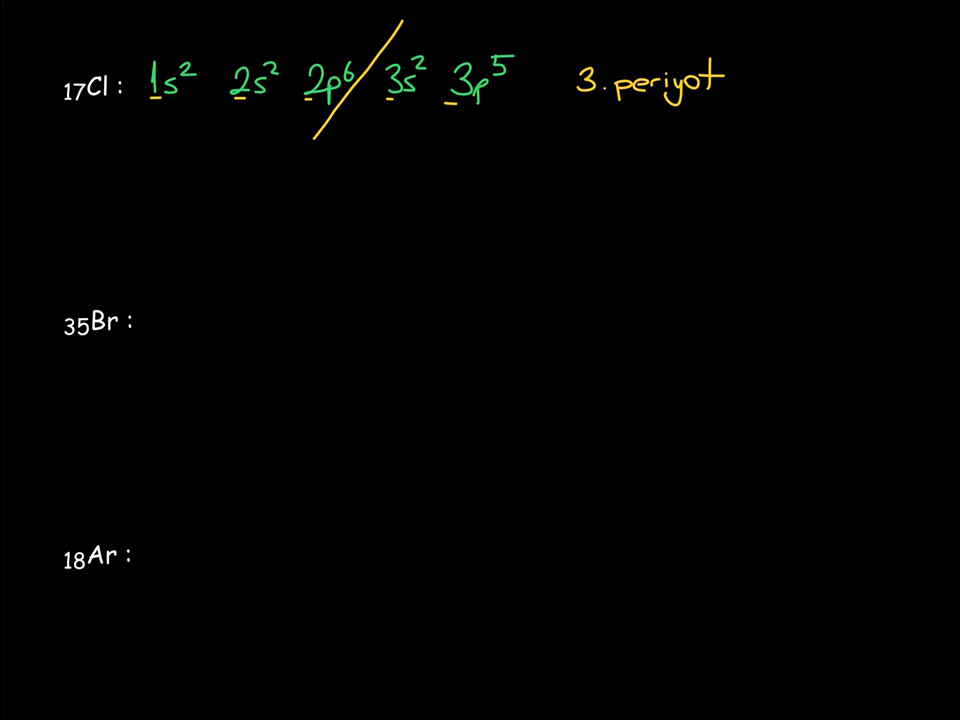 ₁₇Cl : 1s² 2s² 2p⁶ 3s² 3p⁵ 3. periyot
₃₅Br :
₁₈Ar :